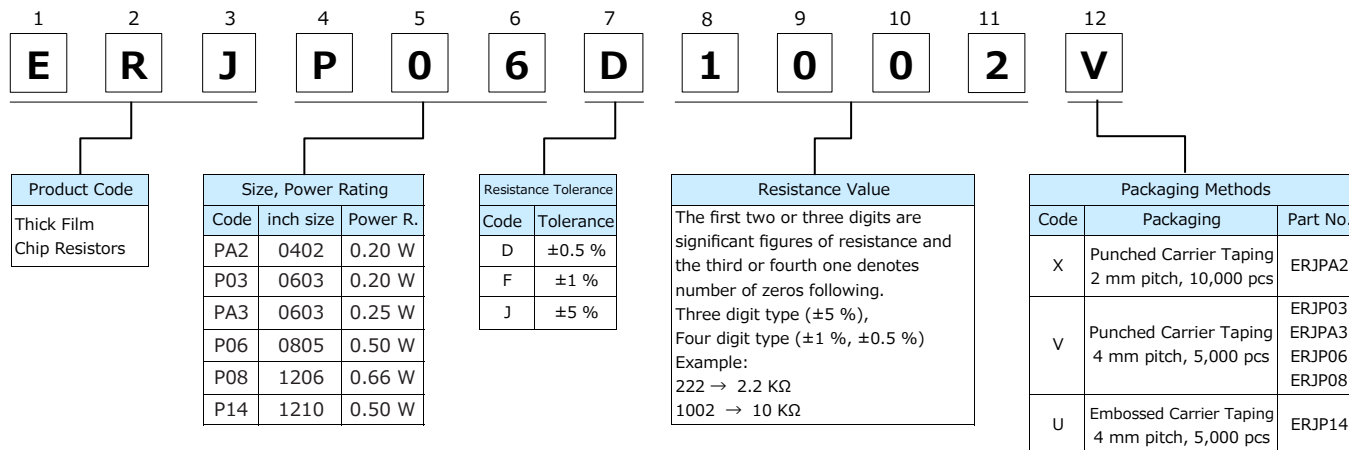 1 2 3 4 5 6 7 8 9 10 11 12
E R J P 0 6 D 1 0 0 2 V
Product Code
Thick Film
Chip Resistors
Size, Power Rating
Code inch size Power R.
PA2 0402 0.20 W
P03 0603 0.20 W
PA3 0603 0.25 W
P06 0805 0.50 W
P08 1206 0.66 W
P14 1210 0.50 W
Resistance Tolerance
Code Tolerance
D ±0.5 %
F ±1 %
J ±5 %
Resistance Value
The first two or three digits are
significant figures of resistance and
the third or fourth one denotes
number of zeros following.
Three digit type (±5 %),
Four digit type (±1 %, ±0.5 %)
Example:
222 → 2.2 KΩ
1002 → 10 KΩ
Packaging Methods
Code Packaging Part No.
X Punched Carrier Taping
2 mm pitch, 10,000 pcs ERJPA2
V Punched Carrier Taping
4 mm pitch, 5,000 pcs
ERJP03
ERJPA3
ERJP06
ERJP08
U Embossed Carrier Taping
4 mm pitch, 5,000 pcs ERJP14